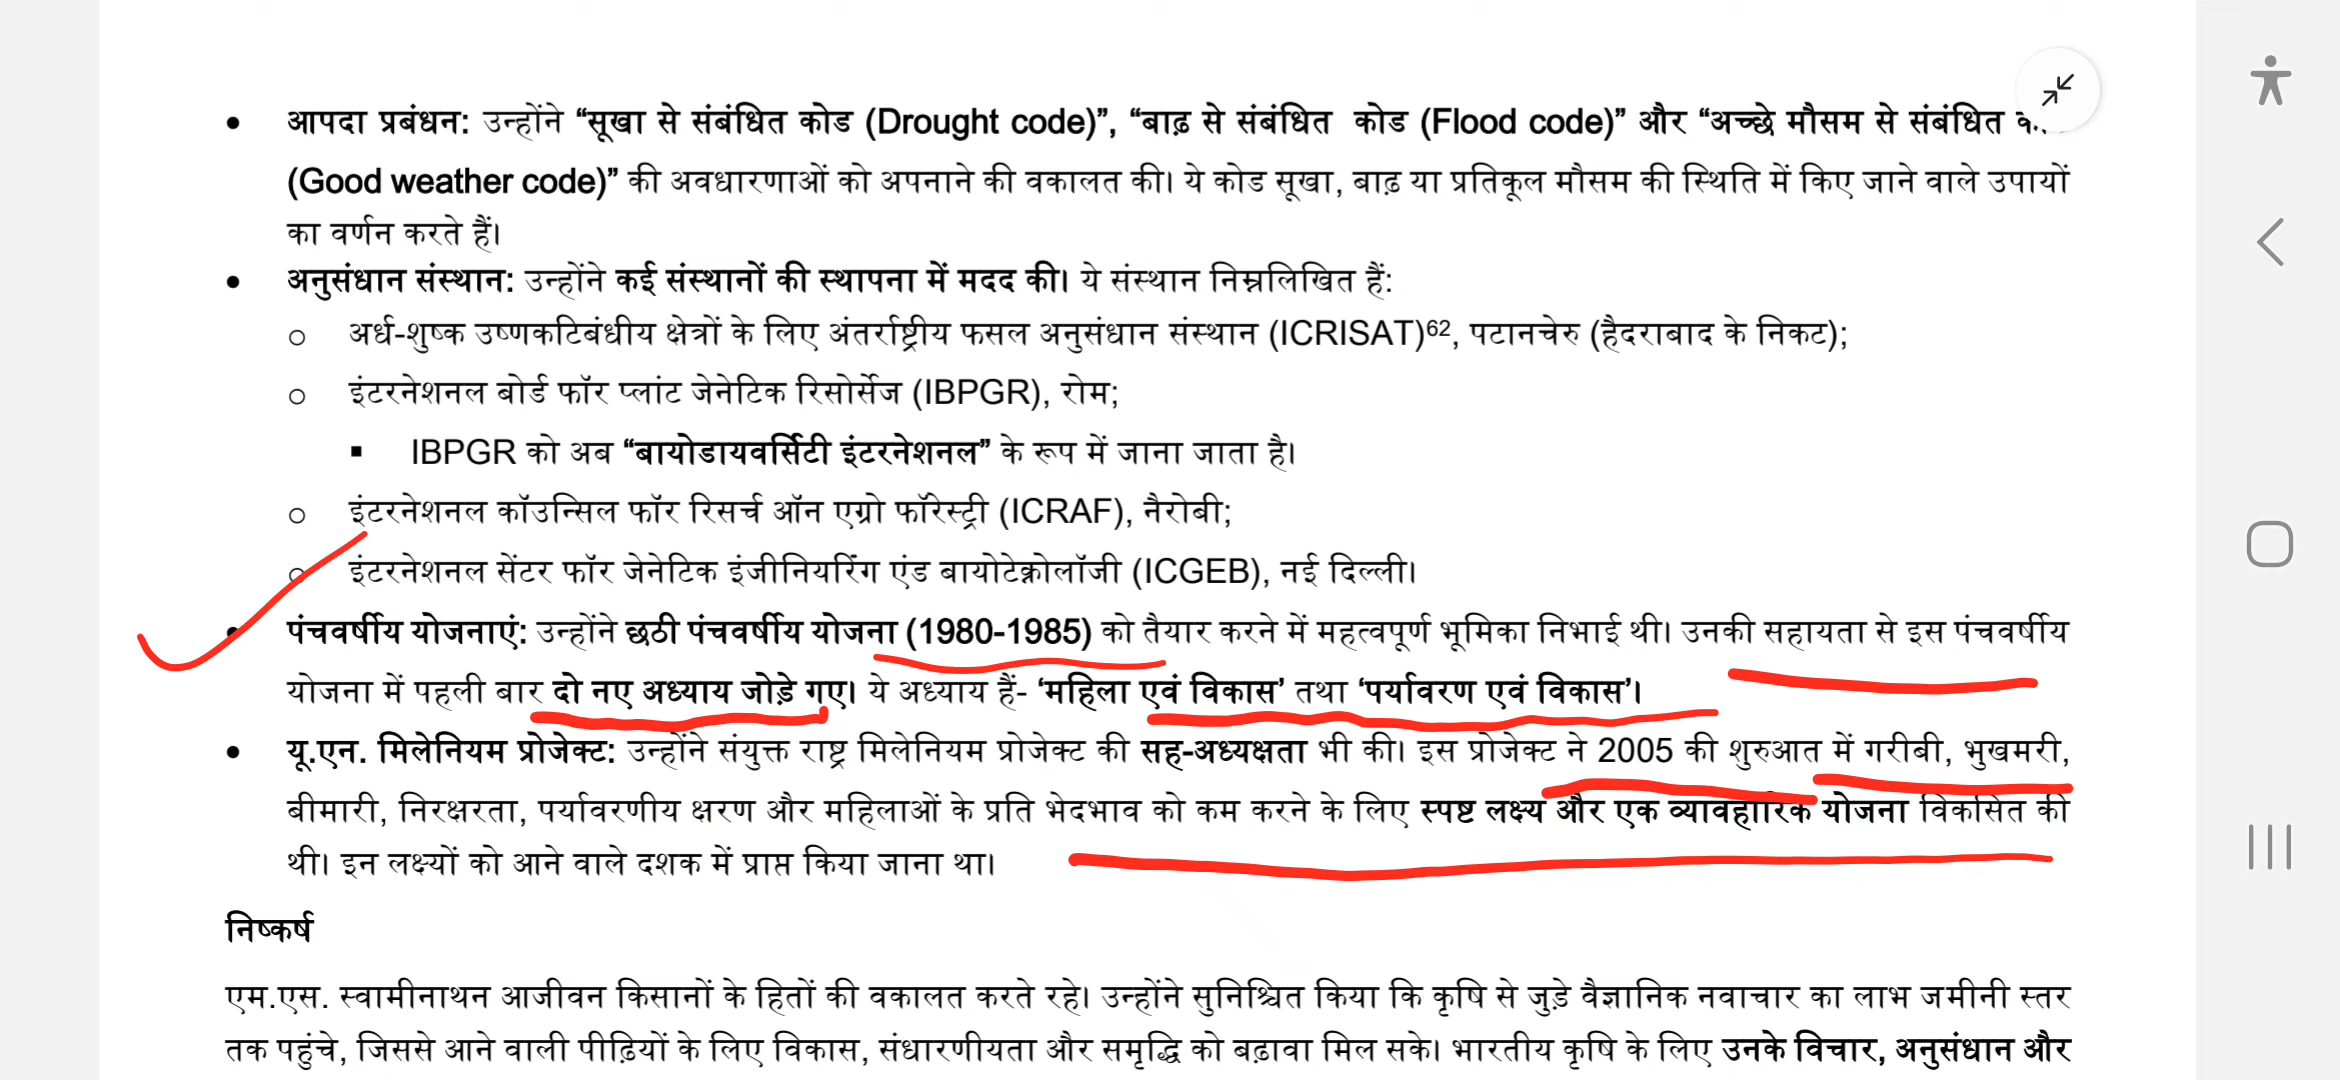 • आपदा प्रबंधन: उन्होंने “सूखा से संबंधित कोड (Drought code)”, “बाढ़ से संबंधित कोड (Flood code)” और “अच्छे मौसम से संबंधित
(Good weather code)” की अवधारणाओं को अपनाने की वकालत की। ये कोड सूखा, बाढ़ या प्रतिकूल मौसम की स्थिति में किए जाने वाले उपायों
का वर्णन करते हैं।
• अनुसंधान संस्थान: उन्होंने कई संस्थानों की स्थापना में मदद की। ये संस्थान निम्नलिखित हैं:
○ अर्ध-शुष्क उष्णकटिबंधीय क्षेत्रों के लिए अंतर्राष्ट्रीय फसल अनुसंधान संस्थान (ICRISAT)⁶², पटानचेरु (हैदराबाद के निकट);
○ इंटरनेशनल बोर्ड फॉर प्लांट जेनेटिक रिसोर्सेज (IBPGR), रोम;
▪ IBPGR को अब “बायोडायवर्सिटी इंटरनेशनल” के रूप में जाना जाता है।
○ इंटरनेशनल कॉउन्सिल फॉर रिसर्च ऑन एग्रो फॉरेस्ट्री (ICRAF), नैरोबी;
○ इंटरनेशनल सेंटर फॉर जेनेटिक इंजीनियरिंग एंड बायोटेक्नोलॉजी (ICGEB), नई दिल्ली।
• पंचवर्षीय योजनाएं: उन्होंने छठी पंचवर्षीय योजना (1980-1985) को तैयार करने में महत्वपूर्ण भूमिका निभाई थी। उनकी सहायता से इस पंचवर्षीय
योजना में पहली बार दो नए अध्याय जोड़े गए। ये अध्याय हैं- ‘महिला एवं विकास’ तथा ‘पर्यावरण एवं विकास’।
• यू.एन. मिलेनियम प्रोजेक्ट: उन्होंने संयुक्त राष्ट्र मिलेनियम प्रोजेक्ट की सह-अध्यक्षता भी की। इस प्रोजेक्ट ने 2005 की शुरुआत में गरीबी, भुखमरी,
बीमारी, निरक्षरता, पर्यावरणीय क्षरण और महिलाओं के प्रति भेदभाव को कम करने के लिए स्पष्ट लक्ष्य और एक व्यावहारिक योजना विकसित की
थी। इन लक्ष्यों को आने वाले दशक में प्राप्त किया जाना था।
निष्कर्ष
एम.एस. स्वामीनाथन आजीवन किसानों के हितों की वकालत करते रहे। उन्होंने सुनिश्चित किया कि कृषि से जुड़े वैज्ञानिक नवाचार का लाभ जमीनी स्तर
तक पहुंचे, जिससे आने वाली पीढ़ियों के लिए विकास, संधारणीयता और समृद्धि को बढ़ावा मिल सके। भारतीय कृषि के लिए उनके विचार, अनुसंधान और